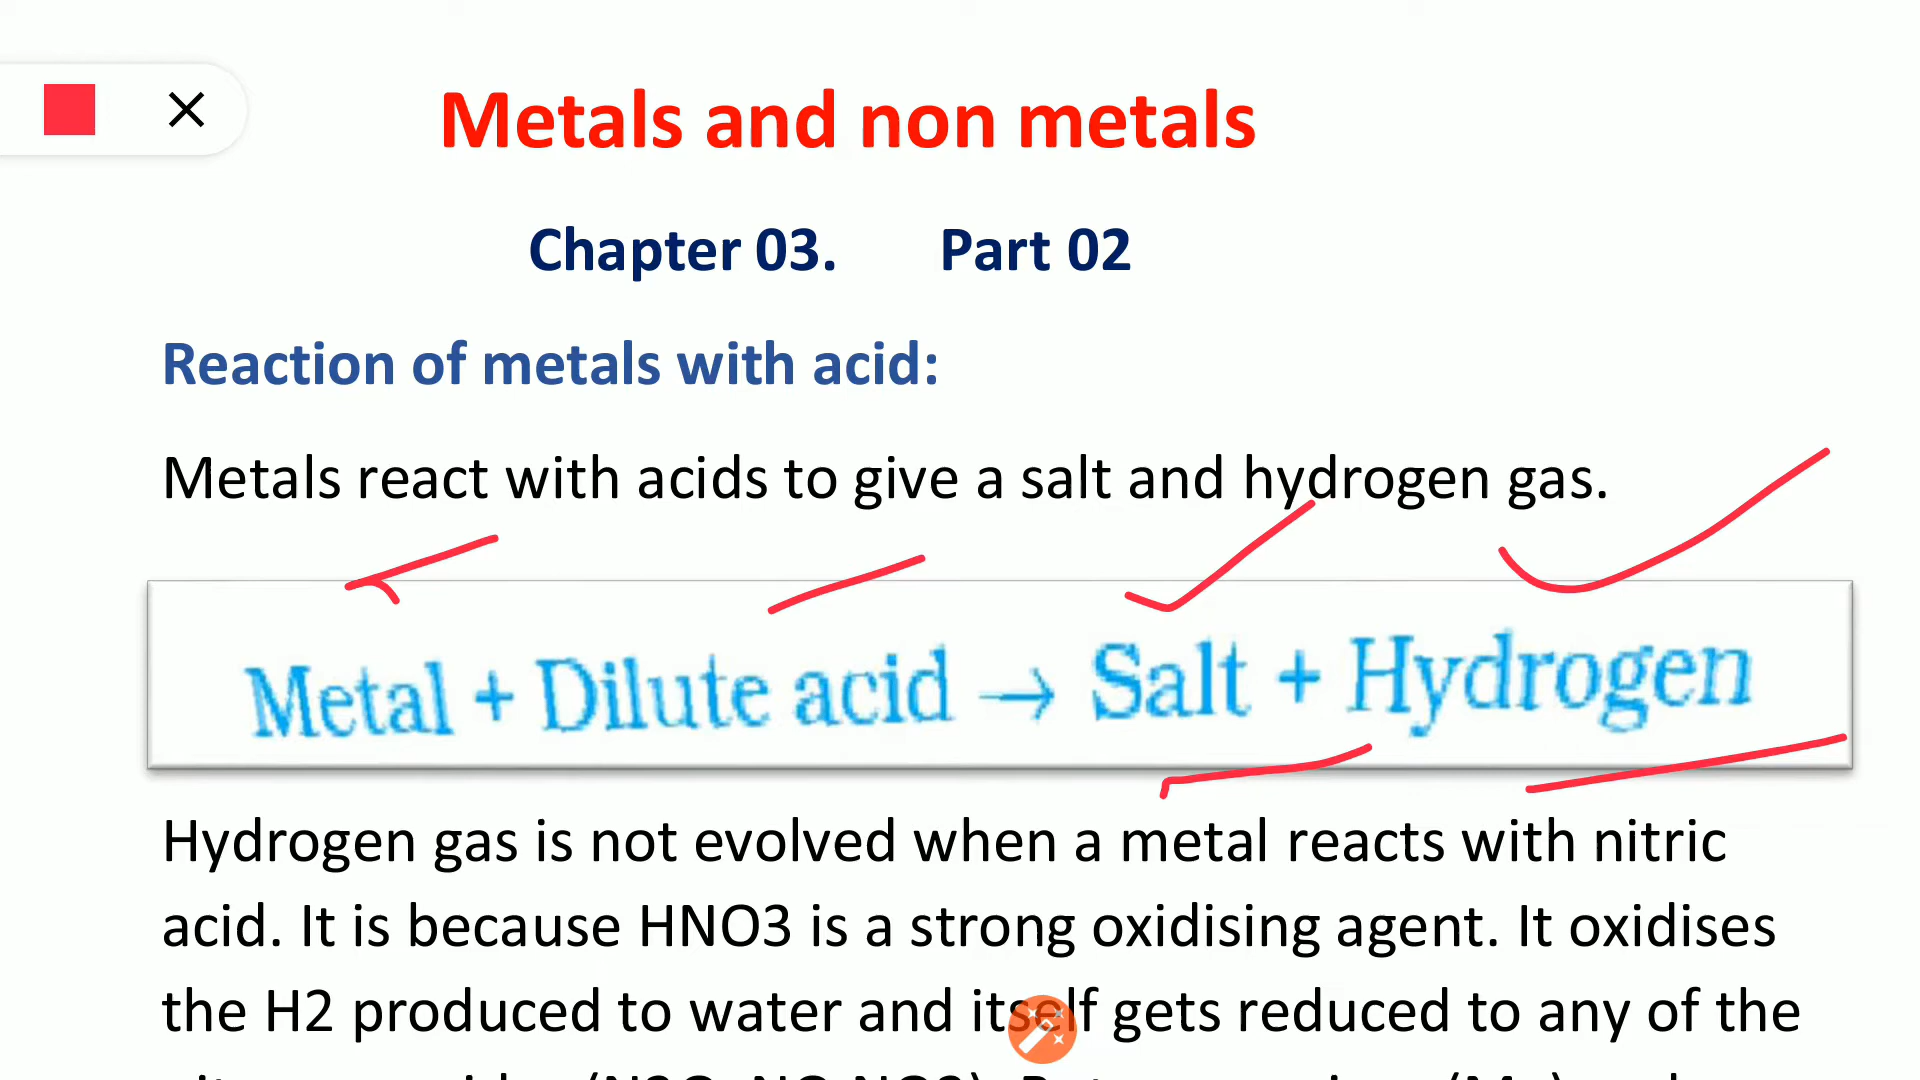 Metals and non metals
Chapter 03. Part 02
Reaction of metals with acid:
Metals react with acids to give a salt and hydrogen gas.
Metal + Dilute acid → Salt + Hydrogen
Hydrogen gas is not evolved when a metal reacts with nitric
acid. It is because HNO3 is a strong oxidising agent. It oxidises
the H2 produced to water and itself gets reduced to any of the